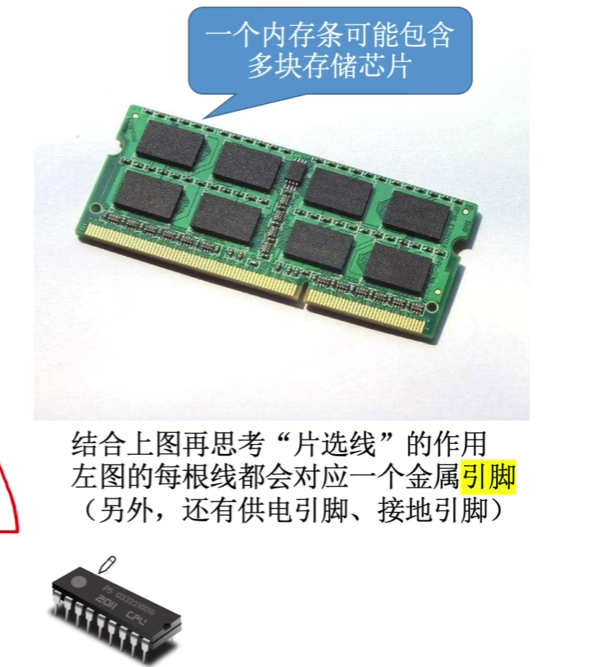 一个内存条可能包含
多块存储芯片
结合上图再思考“片选线”的作用
左图的每根线都会对应一个金属引脚
（另外，还有供电引脚、接地引脚）
2011 CPU